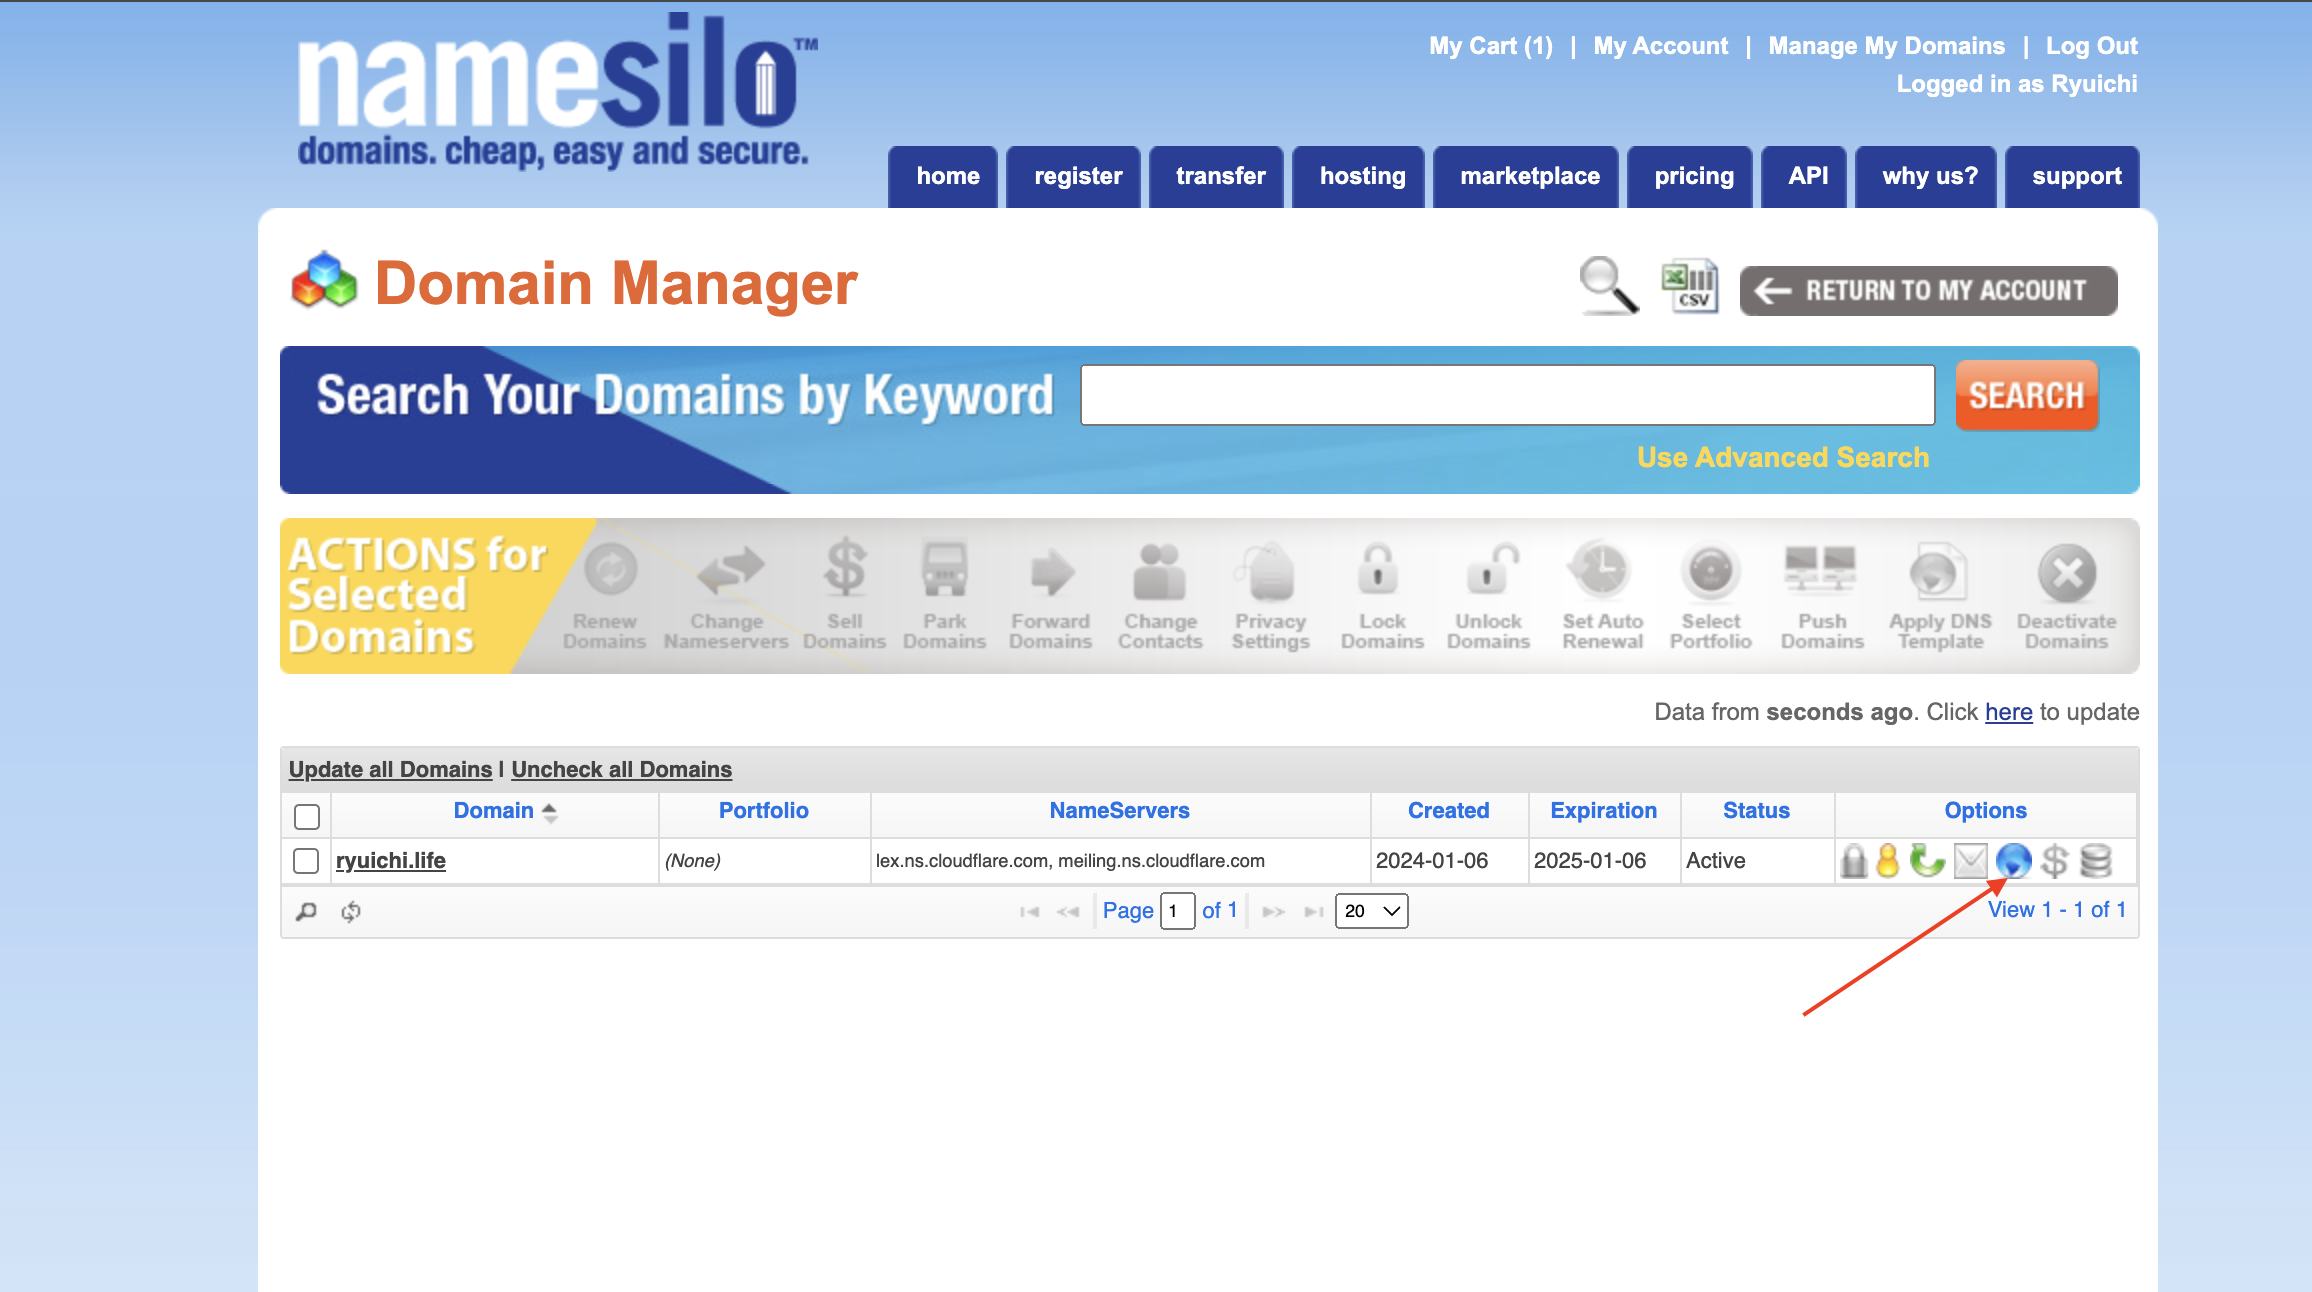 namesilo™
domains. cheap, easy and secure.
My Cart (1) | My Account | Manage My Domains | Log Out
Logged in as Ryuichi
home register transfer hosting marketplace pricing API why us? support
Domain Manager
CSV
RETURN TO MY ACCOUNT
Search Your Domains by Keyword
SEARCH
Use Advanced Search
ACTIONS for
Selected
Domains
Renew
Domains
Change
Nameservers
Sell
Domains
Park
Domains
Forward
Domains
Change
Contacts
Privacy
Settings
Lock
Domains
Unlock
Domains
Set Auto
Renewal
Select
Portfolio
Push
Domains
Apply DNS
Template
Deactivate
Domains
Data from seconds ago. Click here to update
Update all Domains | Uncheck all Domains
Domain Portfolio NameServers Created Expiration Status Options
ryuichi.life (None) lex.ns.cloudflare.com, meiling.ns.cloudflare.com 2024-01-06 2025-01-06 Active
Page 1 of 1 20 View 1 - 1 of 1